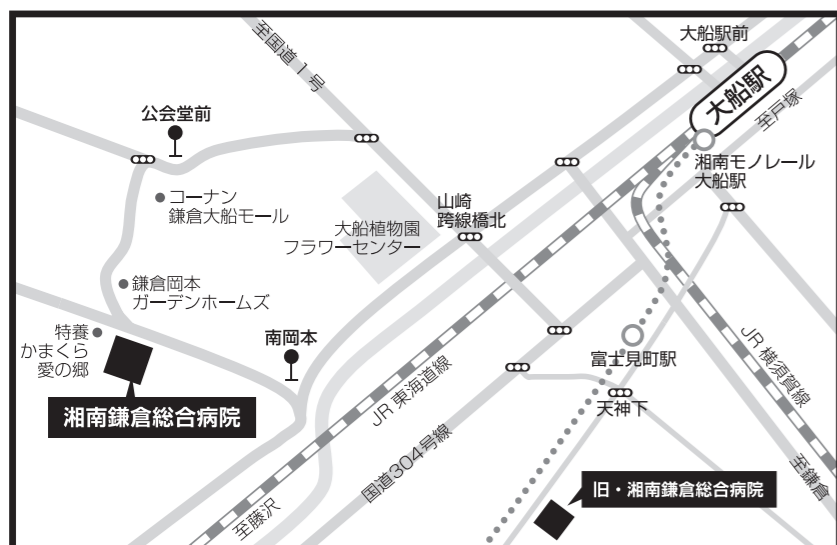 至国道1号
大船駅前
大船駅
至戸塚
公会堂前
湘南モノレール
大船駅
コーナン
鎌倉大船モール
山崎
跨線橋北
大船植物園
フラワーセンター
鎌倉岡本
ガーデンホームズ
特養
かまくら
愛の郷
南岡本
富士見町駅
JR 横須賀線
JR 東海道線
湘南鎌倉総合病院
天神下
国道304号線
至鎌倉
旧・湘南鎌倉総合病院
至藤沢